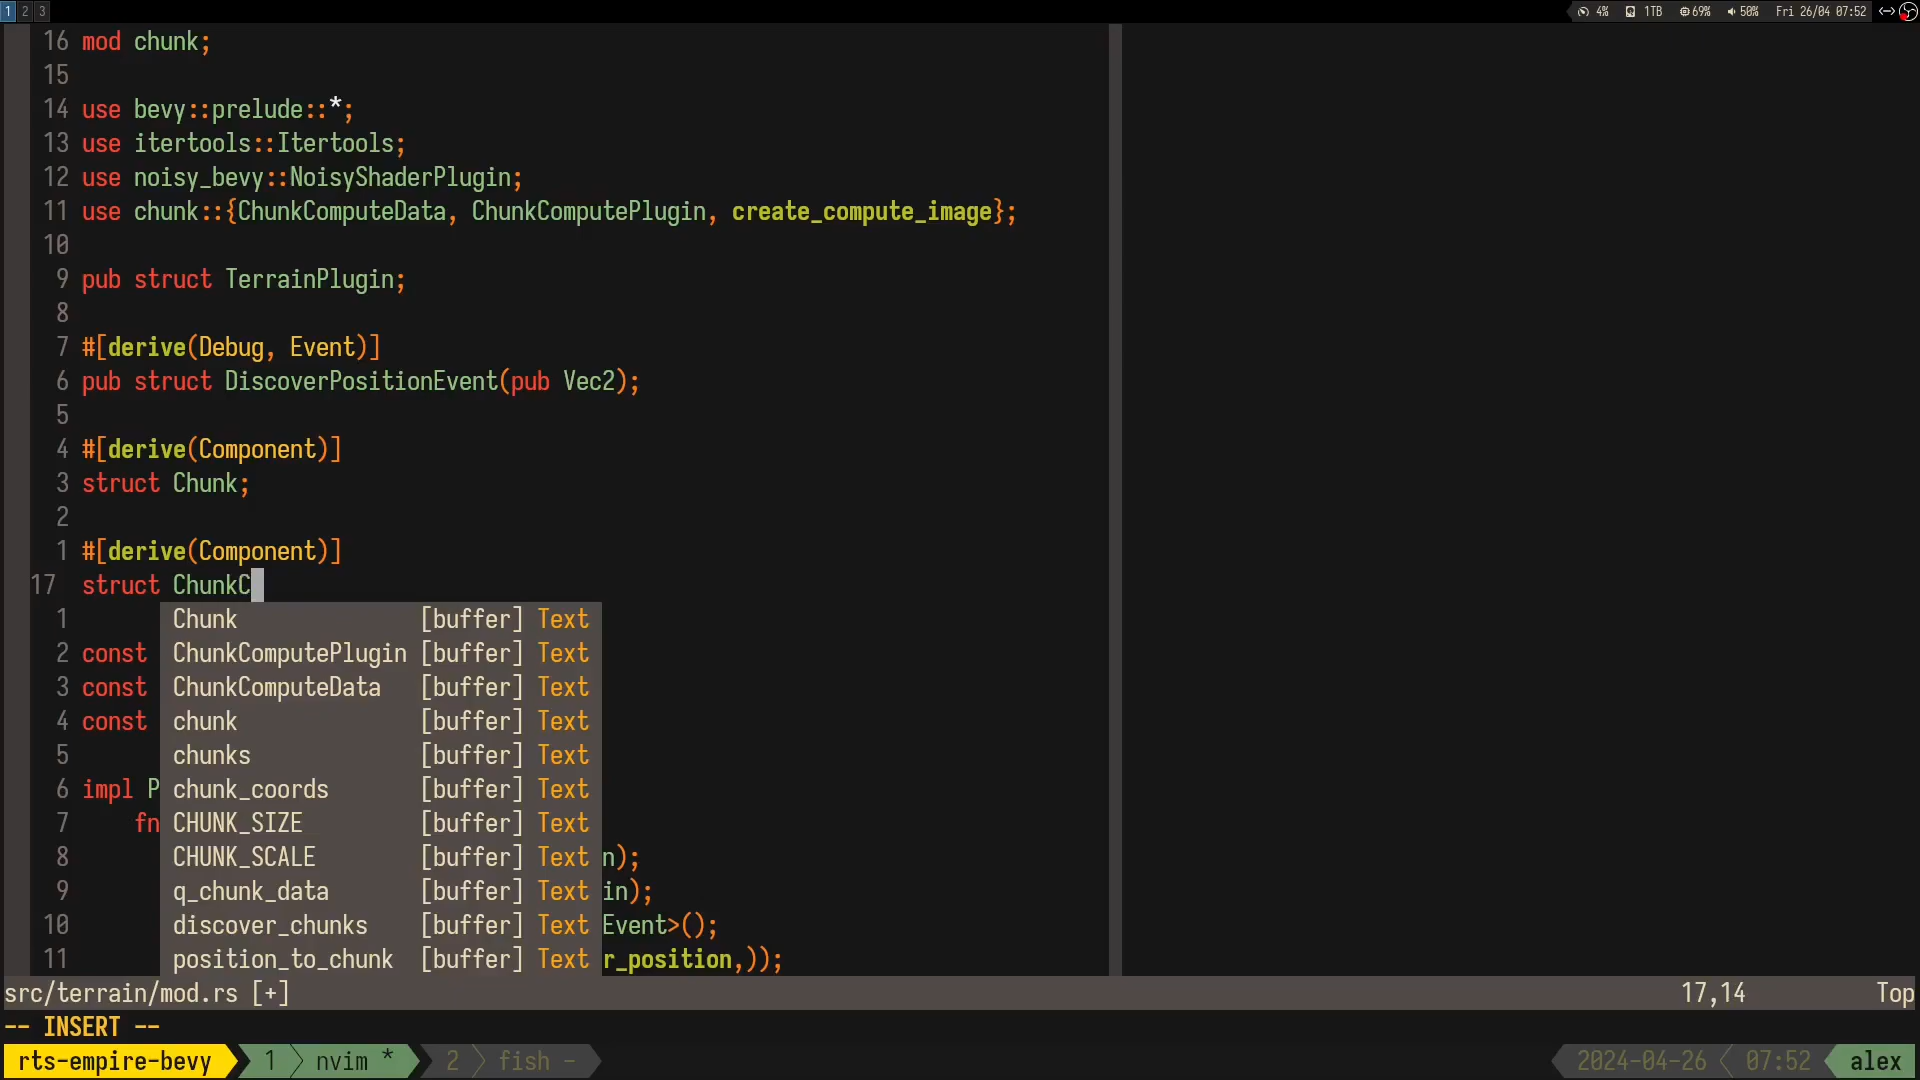 1 2 3 4% 1TB 69% 50% Fri 26/04 07:52
16 mod chunk;
15
14 use bevy::prelude::*;
13 use itertools::Itertools;
12 use noisy_bevy::NoisyShaderPlugin;
11 use chunk::{ChunkComputeData, ChunkComputePlugin, create_compute_image};
10
9 pub struct TerrainPlugin;
8
7 #[derive(Debug, Event)]
6 pub struct DiscoverPositionEvent(pub Vec2);
5
4 #[derive(Component)]
3 struct Chunk;
2
1 #[derive(Component)]
17 struct ChunkC
1 Chunk [buffer] Text
2 const ChunkComputePlugin [buffer] Text
3 const ChunkComputeData [buffer] Text
4 const chunk [buffer] Text
5 chunks [buffer] Text
6 impl P chunk_coords [buffer] Text
7 fn CHUNK_SIZE [buffer] Text
8 CHUNK_SCALE [buffer] Text n);
9 q_chunk_data [buffer] Text in);
10 discover_chunks [buffer] Text Event>();
11 position_to_chunk [buffer] Text r_position,));
src/terrain/mod.rs [+] 17,14 Top
-- INSERT --
rts-empire-bevy 1 nvim * 2 fish - 2024-04-26 07:52 alex